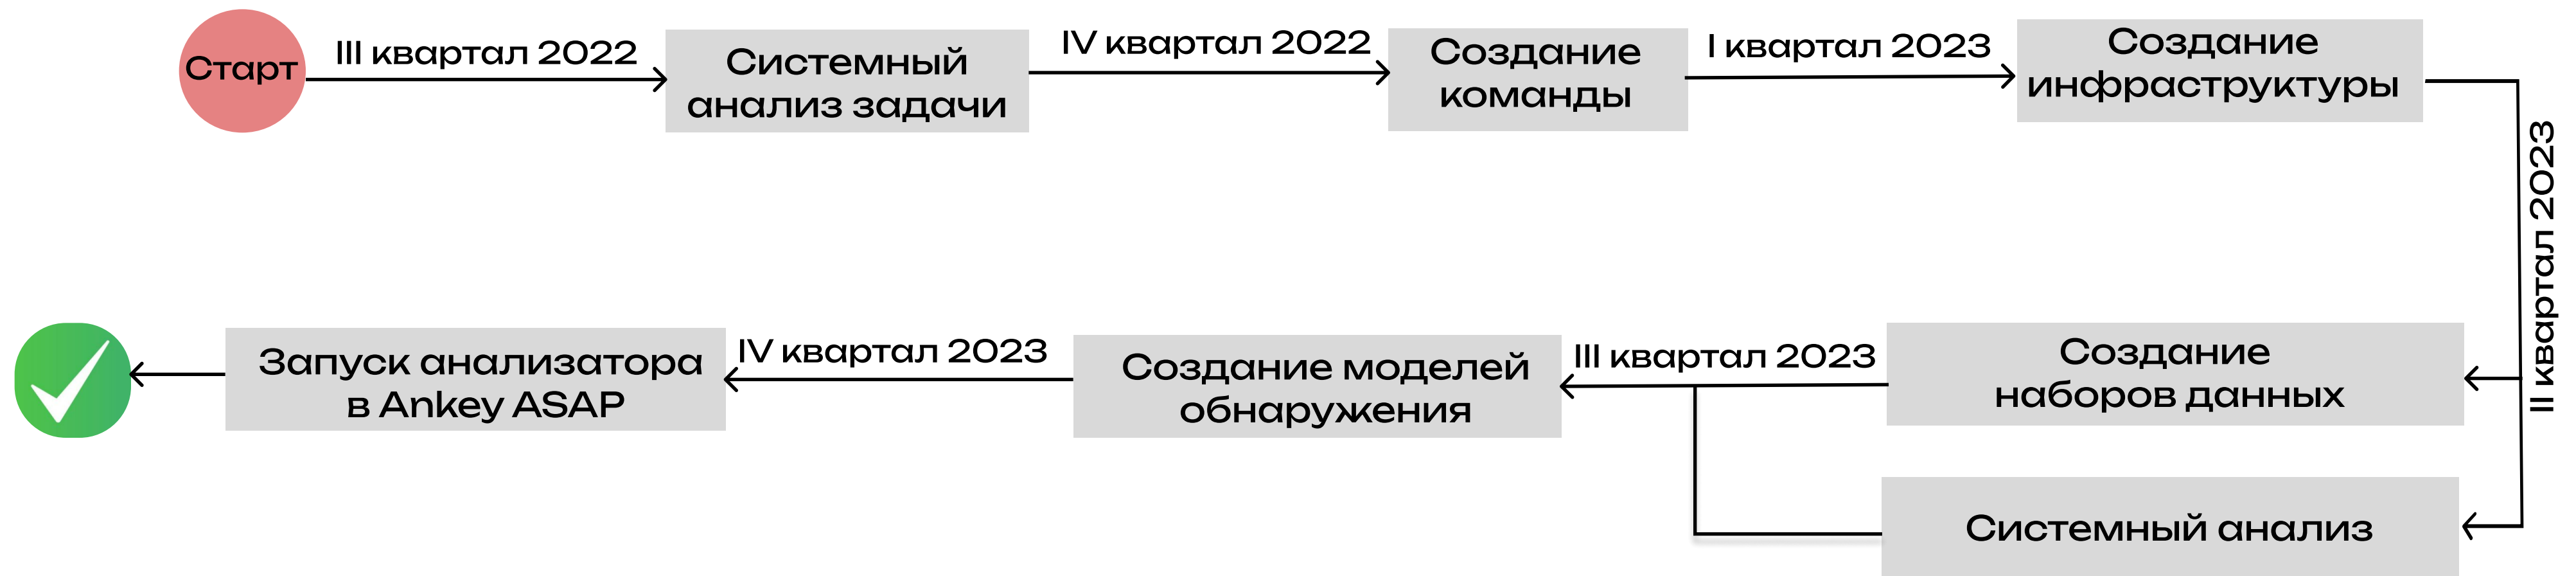 Старт
III квартал 2022
Системный
анализ задачи
IV квартал 2022
Создание
команды
I квартал 2023
Создание
инфраструктуры
II квартал 2023
Создание
наборов данных
Системный анализ
III квартал 2023
Создание моделей
обнаружения
IV квартал 2023
Запуск анализатора
в Ankey ASAP